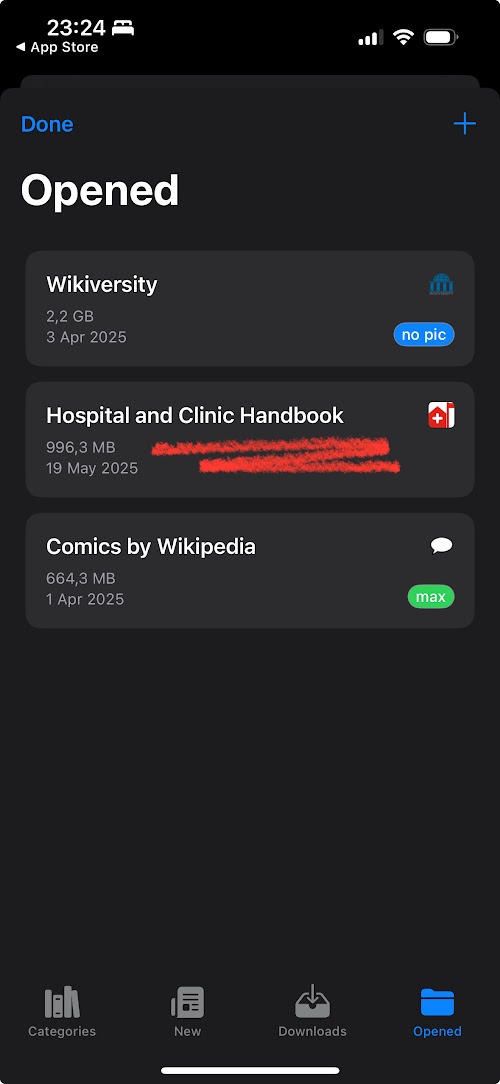 23:24
◀ App Store
Done
Opened
Wikiversity
2,2 GB
3 Apr 2025
no pic
Hospital and Clinic Handbook
996,3 MB
19 May 2025
Comics by Wikipedia
664,3 MB
1 Apr 2025
max
Categories
New
Downloads
Opened